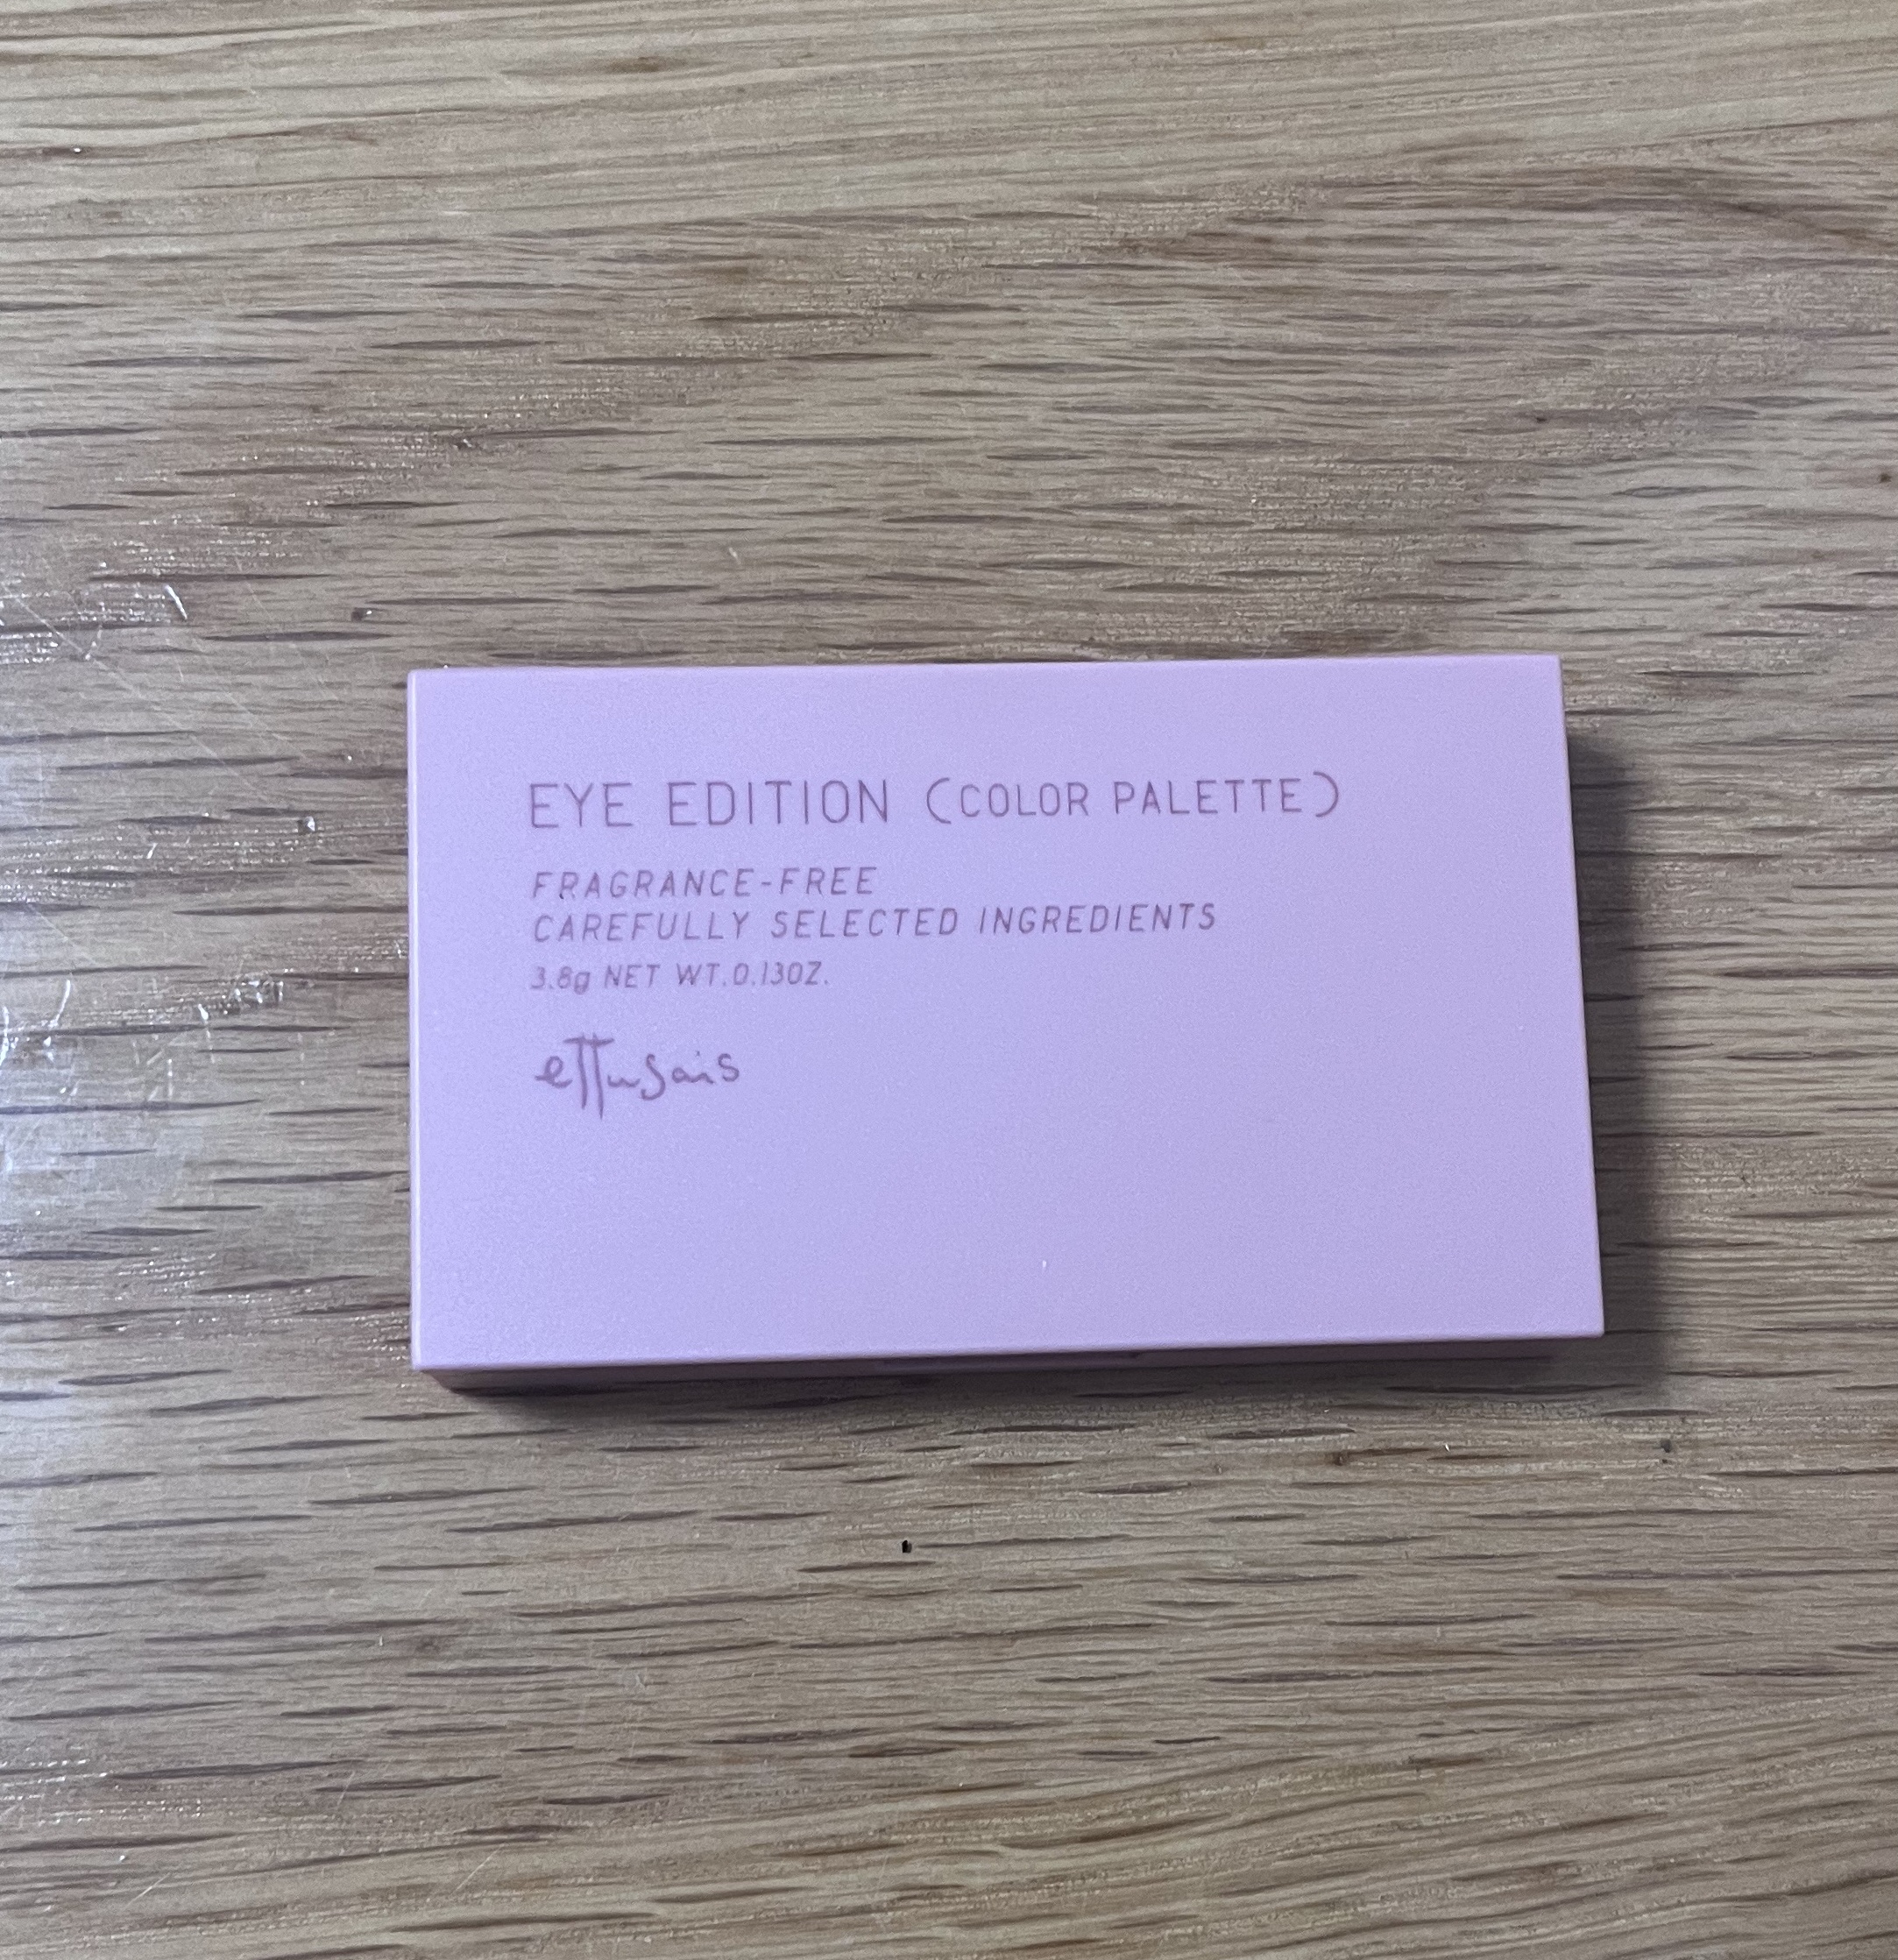 EYE EDITION (COLOR PALETTE)
FRAGRANCE-FREE
CAREFULLY SELECTED INGREDIENTS
3.8g NET WT.0.13OZ.
ettusais